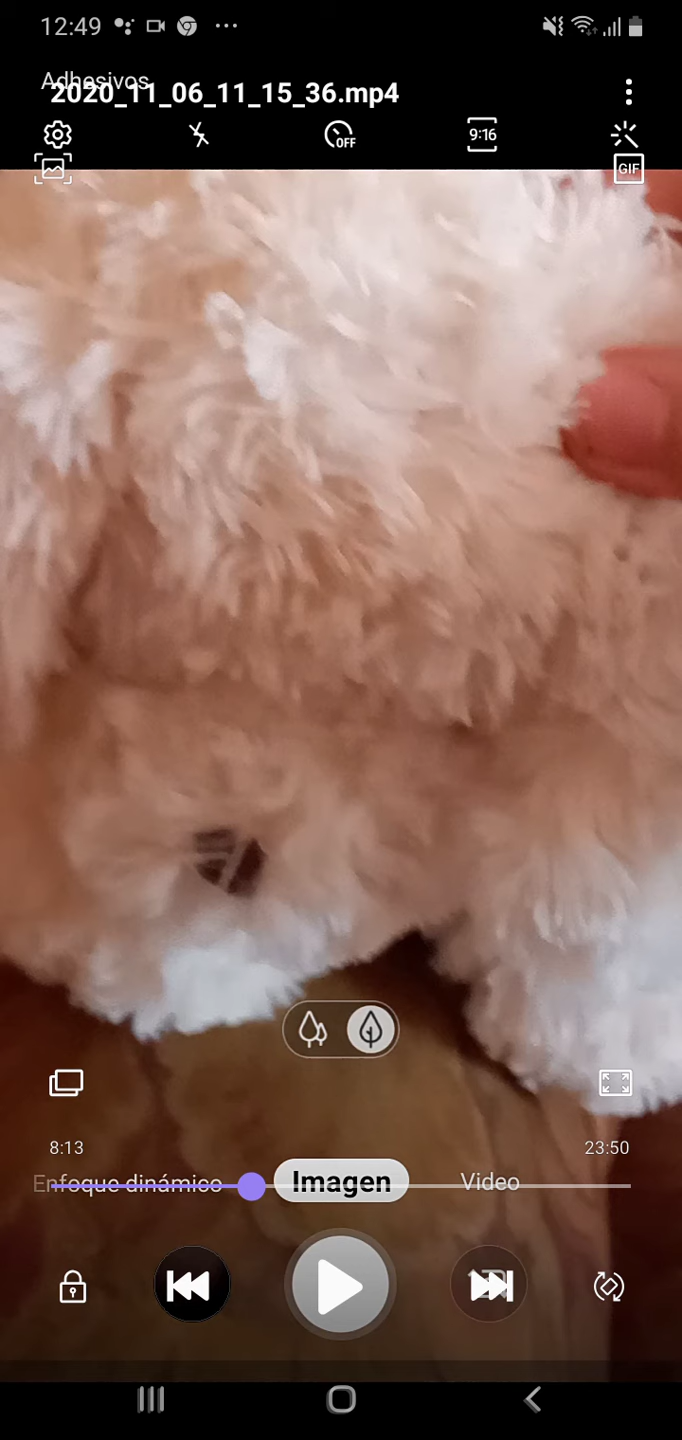 12:49
Adhesivos
2020_11_06_11_15_36.mp4
OFF
9:16
GIF
8:13
23:50
Enfoque dinámico
Imagen
Video